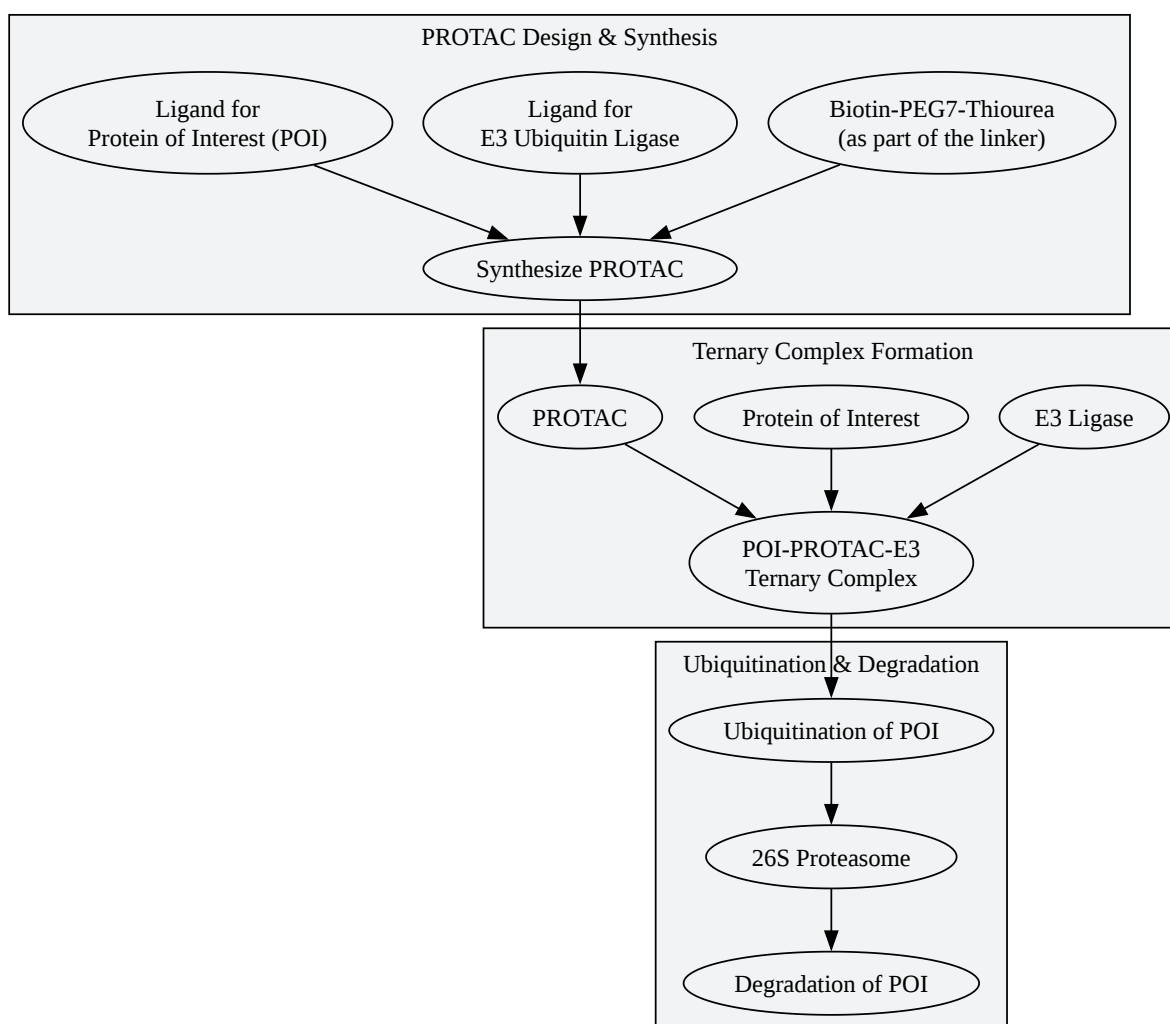 PROTAC Design & Synthesis
Ligand for
Protein of Interest (POI)
Ligand for
E3 Ubiquitin Ligase
Biotin-PEG7-Thiourea
(as part of the linker)
Synthesize PROTAC
Ternary Complex Formation
PROTAC
Protein of Interest
E3 Ligase
POI-PROTAC-E3
Ternary Complex
Ubiquitination & Degradation
Ubiquitination of POI
26S Proteasome
Degradation of POI